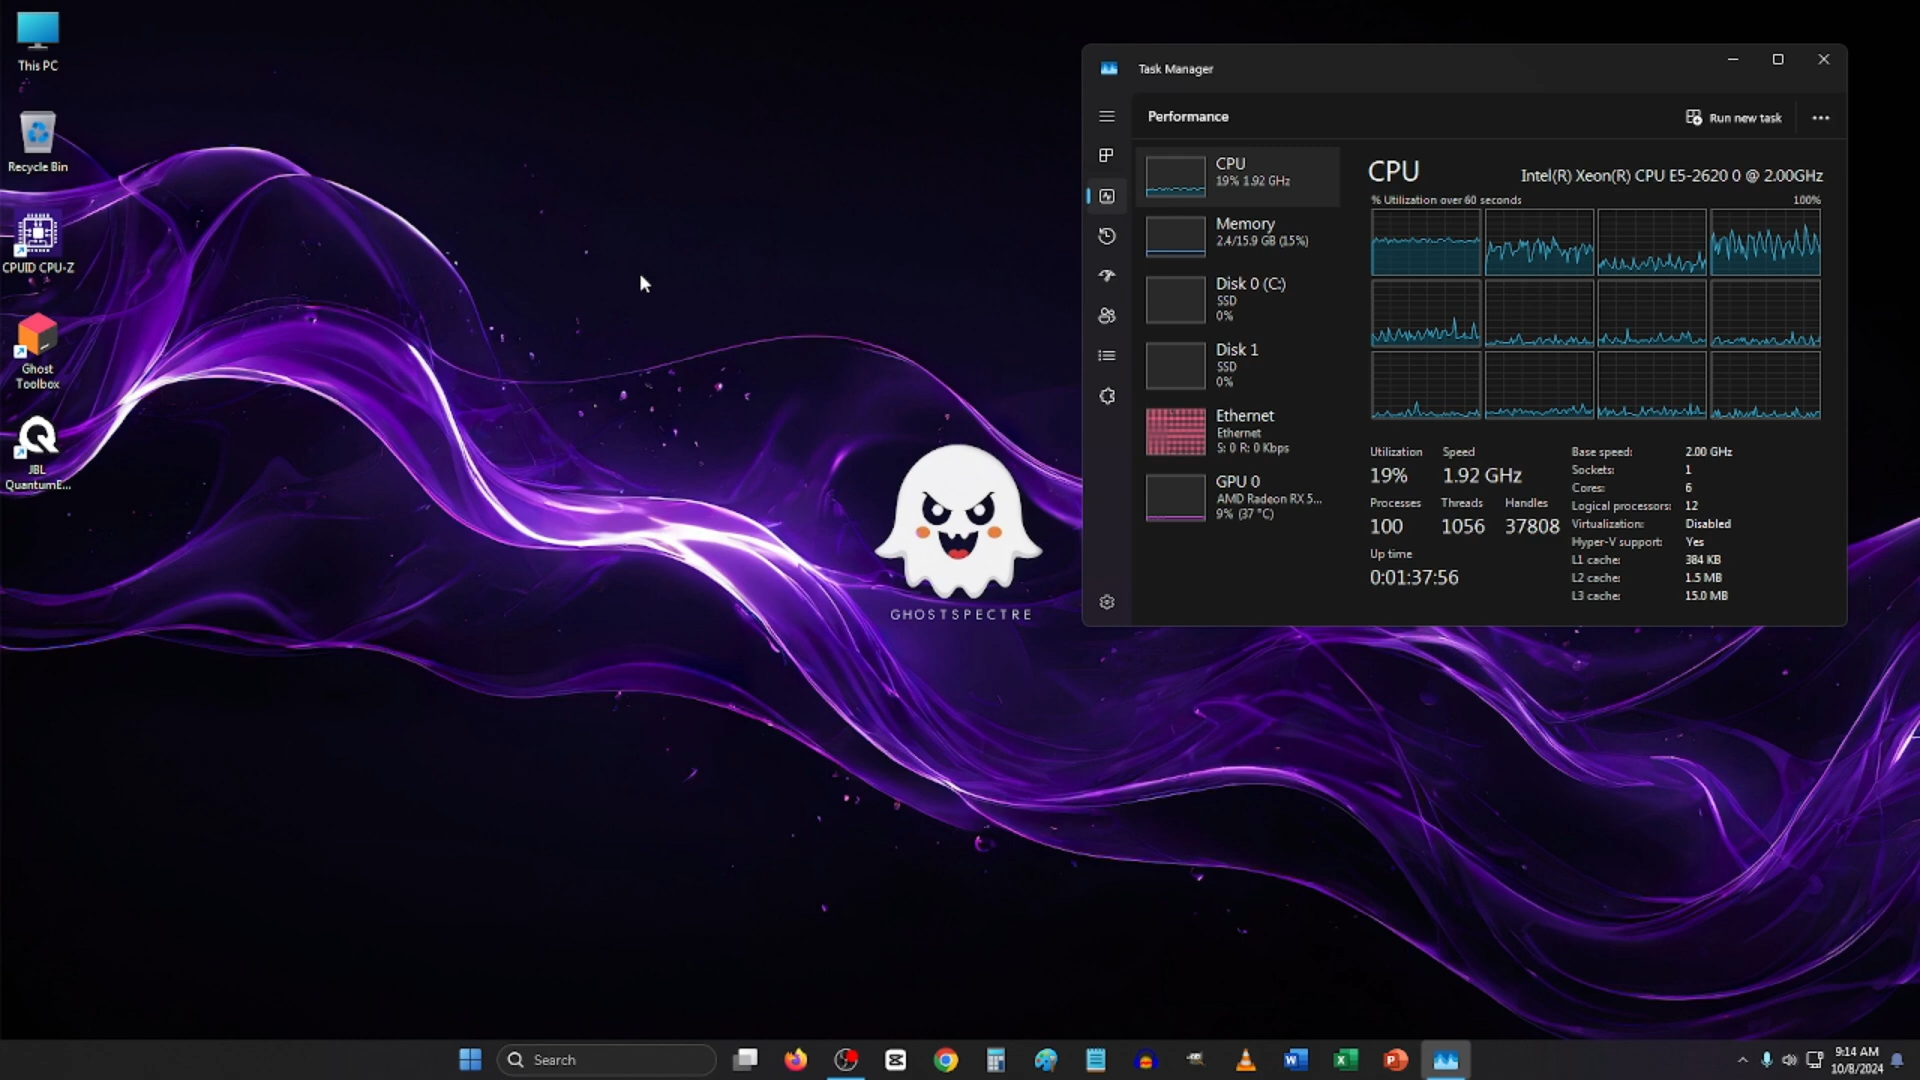 This PC
Recycle Bin
CPUID CPU-Z
Ghost
Toolbox
JBL
QuantumE...
GHOSTSPECTRE
Task Manager
Performance
Run new task
CPU
19% 1.92 GHz
Memory
2.4/15.9 GB (15%)
Disk 0 (C:)
SSD
0%
Disk 1
SSD
0%
Ethernet
Ethernet
S: 0 R: 0 Kbps
GPU 0
AMD Radeon RX 5...
9% (37 °C)
CPU
Intel(R) Xeon(R) CPU E5-2620 0 @ 2.00GHz
% Utilization over 60 seconds
100%
Utilization
19%
Speed
1.92 GHz
Processes
100
Threads
1056
Handles
37808
Up time
0:01:37:56
Base speed: 2.00 GHz
Sockets: 1
Cores: 6
Logical processors: 12
Virtualization: Disabled
Hyper-V support: Yes
L1 cache: 384 KB
L2 cache: 1.5 MB
L3 cache: 15.0 MB
Search
9:14 AM
10/8/2024